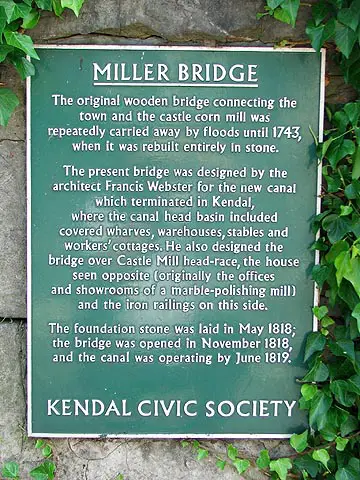 MILLER BRIDGE
The original wooden bridge connecting the
town and the castle corn mill was
repeatedly carried away by floods until 1743,
when it was rebuilt entirely in stone.
The present bridge was designed by the
architect Francis Webster for the new canal
which terminated in Kendal,
where the canal head basin included
covered wharves, warehouses, stables and
workers' cottages. He also designed the
bridge over Castle Mill head-race, the house
seen opposite (originally the offices
and showrooms of a marble-polishing mill)
and the iron railings on this side.
The foundation stone was laid in May 1818;
the bridge was opened in November 1818,
and the canal was operating by June 1819.
KENDAL CIVIC SOCIETY